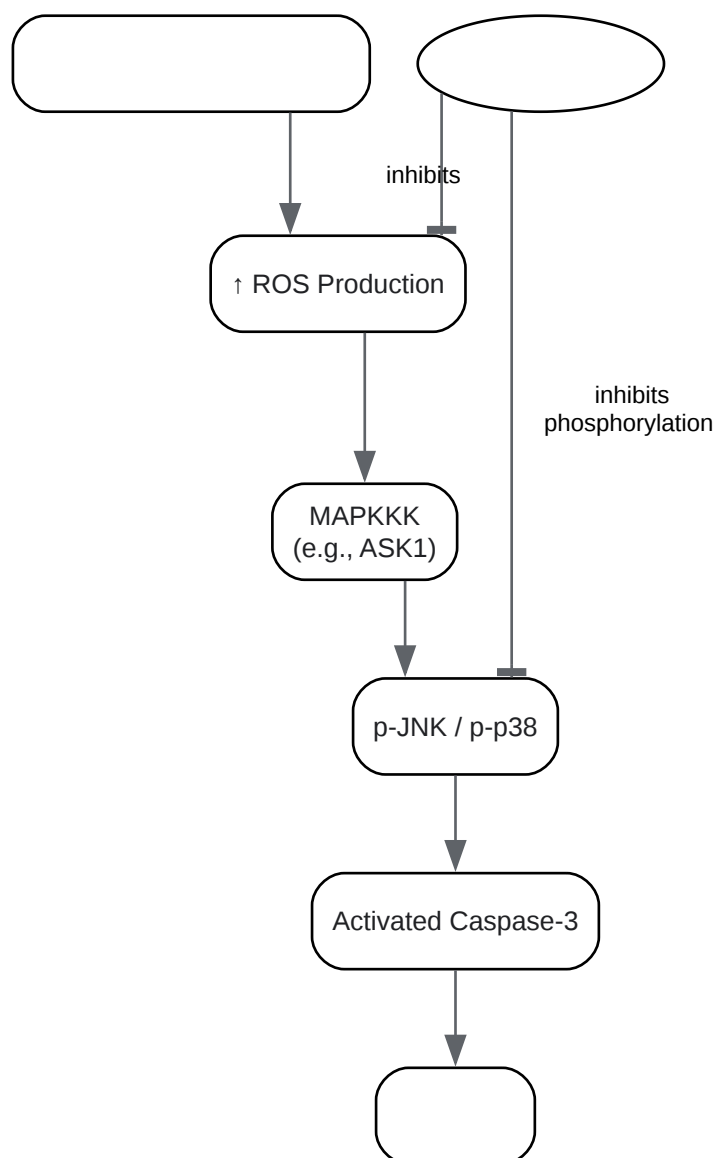 inhibits
↑ ROS Production
inhibits
phosphorylation
MAPKKK
(e.g., ASK1)
p-JNK / p-p38
Activated Caspase-3